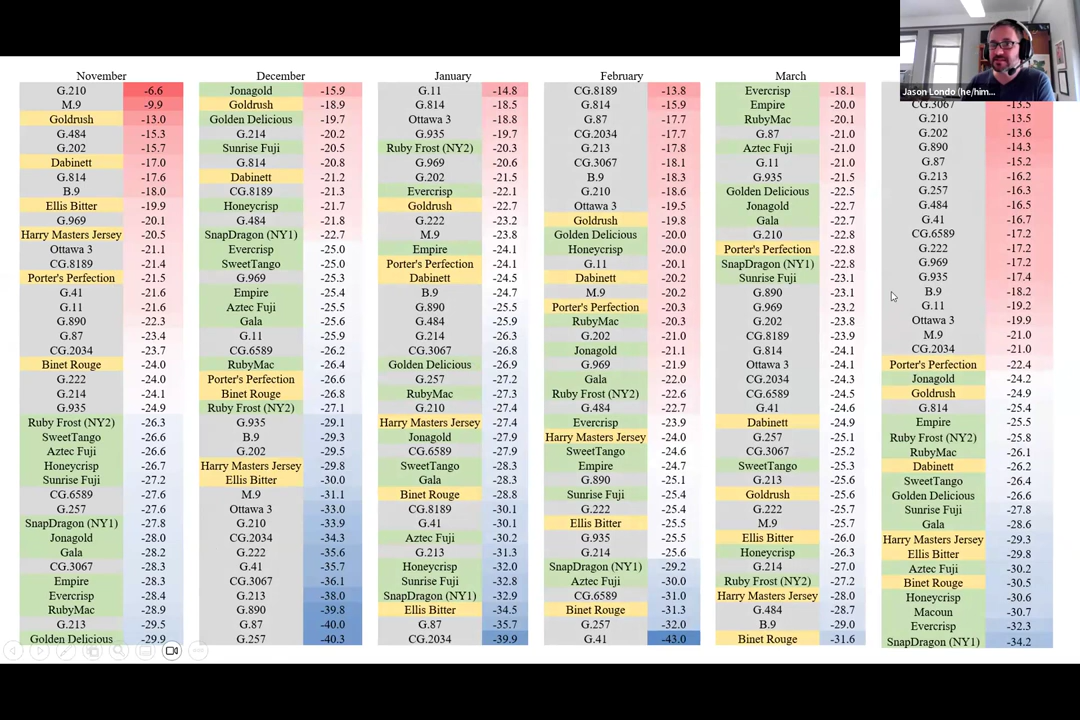 Jason Londo (he/him...
November
G.210 -6.6
M.9 -9.9
Goldrush -13.0
G.484 -15.3
G.202 -15.7
Dabinett -17.0
G.814 -17.6
B.9 -18.0
Ellis Bitter -19.9
G.969 -20.1
Harry Masters Jersey -20.5
Ottawa 3 -21.1
CG.8189 -21.4
Porter's Perfection -21.5
G.41 -21.6
G.11 -21.6
G.890 -22.3
G.87 -23.4
CG.2034 -23.7
Binet Rouge -24.0
G.222 -24.0
G.214 -24.1
G.935 -24.9
Ruby Frost (NY2) -26.3
SweeTango -26.6
Aztec Fuji -26.6
Honeycrisp -26.7
Sunrise Fuji -27.2
CG.6589 -27.6
G.257 -27.6
SnapDragon (NY1) -27.8
Jonagold -28.0
Gala -28.2
CG.3067 -28.3
Empire -28.3
Evercrisp -28.4
RubyMac -28.9
G.213 -29.5
Golden Delicious -29.9
December
Jonagold -15.9
Goldrush -18.9
Golden Delicious -19.7
G.214 -20.2
Sunrise Fuji -20.5
G.814 -20.8
Dabinett -21.2
CG.8189 -21.3
Honeycrisp -21.7
G.484 -21.8
SnapDragon (NY1) -22.7
Evercrisp -25.0
SweeTango -25.0
G.969 -25.3
Empire -25.4
Aztec Fuji -25.5
Gala -25.6
G.11 -25.9
CG.6589 -26.2
RubyMac -26.4
Porter's Perfection -26.6
Binet Rouge -26.8
Ruby Frost (NY2) -27.1
G.935 -29.1
B.9 -29.3
G.202 -29.5
Harry Masters Jersey -29.8
Ellis Bitter -30.0
M.9 -31.1
Ottawa 3 -33.0
G.210 -33.9
CG.2034 -34.3
G.222 -35.6
G.41 -35.7
CG.3067 -36.1
G.213 -38.0
G.890 -39.8
G.87 -40.0
G.257 -40.3
January
G.11 -14.8
G.814 -18.5
Ottawa 3 -18.8
G.935 -19.7
Ruby Frost (NY2) -20.3
G.969 -20.6
G.202 -21.5
Evercrisp -22.1
Goldrush -22.7
G.222 -23.2
M.9 -23.8
Empire -24.1
Porter's Perfection -24.1
Dabinett -24.5
B.9 -24.7
G.890 -25.5
G.484 -25.9
G.214 -26.3
CG.3067 -26.8
Golden Delicious -26.9
G.257 -27.2
RubyMac -27.3
G.210 -27.4
Harry Masters Jersey -27.4
Jonagold -27.9
CG.6589 -27.9
SweeTango -28.3
Gala -28.3
Binet Rouge -28.8
CG.8189 -30.1
G.41 -30.1
Aztec Fuji -30.2
G.213 -31.3
Honeycrisp -32.0
Sunrise Fuji -32.8
SnapDragon (NY1) -32.9
Ellis Bitter -34.5
G.87 -35.7
CG.2034 -39.9
February
CG.8189 -13.8
G.814 -15.9
G.87 -17.7
CG.2034 -17.7
G.213 -17.8
CG.3067 -18.1
B.9 -18.3
G.210 -18.6
Ottawa 3 -19.5
Goldrush -19.8
Golden Delicious -20.0
Honeycrisp -20.0
G.11 -20.1
Dabinett -20.2
M.9 -20.2
Porter's Perfection -20.3
RubyMac -20.3
G.202 -21.0
Jonagold -21.1
G.969 -21.9
Gala -22.0
Ruby Frost (NY2) -22.6
G.484 -22.7
Evercrisp -23.9
Harry Masters Jersey -24.0
SweeTango -24.6
Empire -24.7
G.890 -25.1
Sunrise Fuji -25.4
G.222 -25.4
Ellis Bitter -25.5
G.935 -25.5
G.214 -25.6
SnapDragon (NY1) -29.2
Aztec Fuji -30.0
CG.6589 -31.0
Binet Rouge -31.3
G.257 -32.0
G.41 -43.0
March
Evercrisp -18.1
Empire -20.0
RubyMac -20.1
G.87 -21.0
Aztec Fuji -21.0
G.11 -21.0
G.935 -21.5
Golden Delicious -22.5
Jonagold -22.7
Gala -22.7
G.210 -22.8
Porter's Perfection -22.8
SnapDragon (NY1) -22.8
Sunrise Fuji -23.1
G.890 -23.1
G.969 -23.2
G.202 -23.8
CG.8189 -23.9
G.814 -24.1
Ottawa 3 -24.1
CG.2034 -24.3
CG.6589 -24.5
G.41 -24.6
Dabinett -24.9
G.257 -25.1
CG.3067 -25.2
SweeTango -25.3
G.213 -25.6
Goldrush -25.6
G.222 -25.7
M.9 -25.7
Ellis Bitter -26.0
Honeycrisp -26.3
G.214 -27.0
Ruby Frost (NY2) -27.2
Harry Masters Jersey -28.0
G.484 -28.7
B.9 -29.0
Binet Rouge -31.6
CG.3067 -13.5
G.210 -13.5
G.202 -13.6
G.890 -14.3
G.87 -15.2
G.213 -16.2
G.257 -16.3
G.484 -16.5
G.41 -16.7
CG.6589 -17.2
G.222 -17.2
G.969 -17.2
G.935 -17.4
B.9 -18.2
G.11 -19.2
Ottawa 3 -19.9
M.9 -21.0
CG.2034 -21.0
Porter's Perfection -22.4
Jonagold -24.2
Goldrush -24.9
G.814 -25.4
Empire -25.5
Ruby Frost (NY2) -25.8
RubyMac -26.1
Dabinett -26.2
SweeTango -26.4
Golden Delicious -26.6
Sunrise Fuji -27.8
Gala -28.6
Harry Masters Jersey -29.3
Ellis Bitter -29.8
Aztec Fuji -30.2
Binet Rouge -30.5
Honeycrisp -30.6
Macoun -30.7
Evercrisp -32.3
SnapDragon (NY1) -34.2